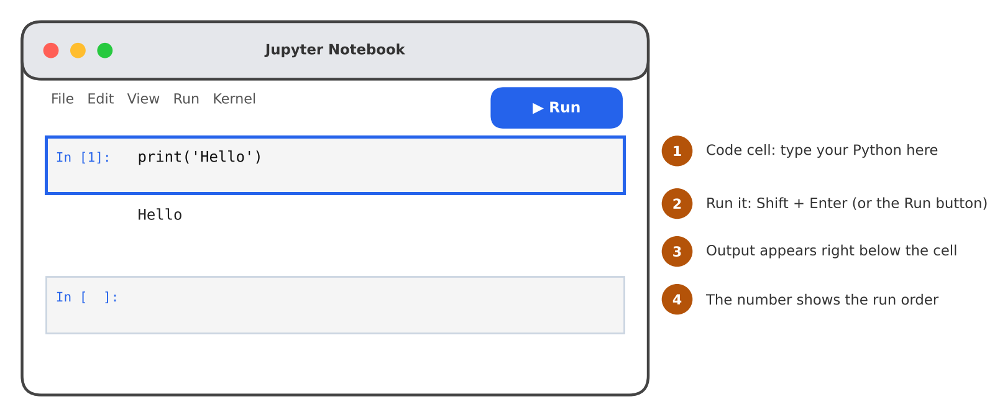 Jupyter Notebook
File Edit View Run Kernel
▶ Run
In [1]: print('Hello')
Hello
In [ ]:
1 Code cell: type your Python here
2 Run it: Shift + Enter (or the Run button)
3 Output appears right below the cell
4 The number shows the run order